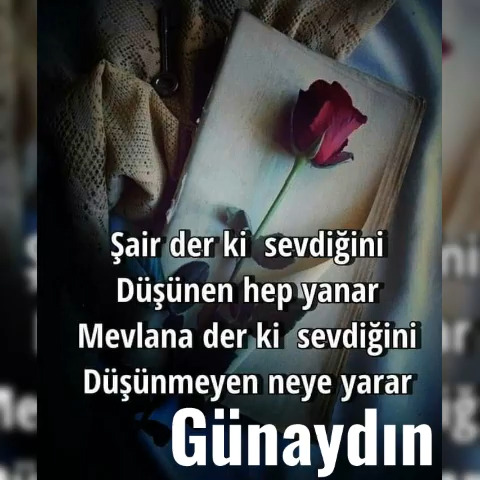 Şair der ki sevdiğini
Düşünen hep yanar
Mevlana der ki sevdiğini
Düşünmeyen neye yarar
Günaydın